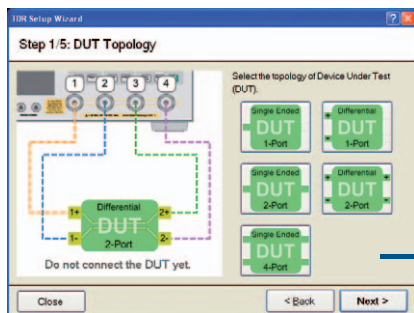 TDR Setup Wizard
Step 1/5: DUT Topology
1 2 3 4
Select the topology of Device Under Test
(DUT).
Single Ended
DUT
1-Port
Differential
DUT
1-Port
Single Ended
DUT
2-Port
Differential
DUT
2-Port
Single Ended
DUT
4-Port
1+
1-
Differential
DUT
2-Port
2+
2-
Do not connect the DUT yet.
Close
< Back
Next >